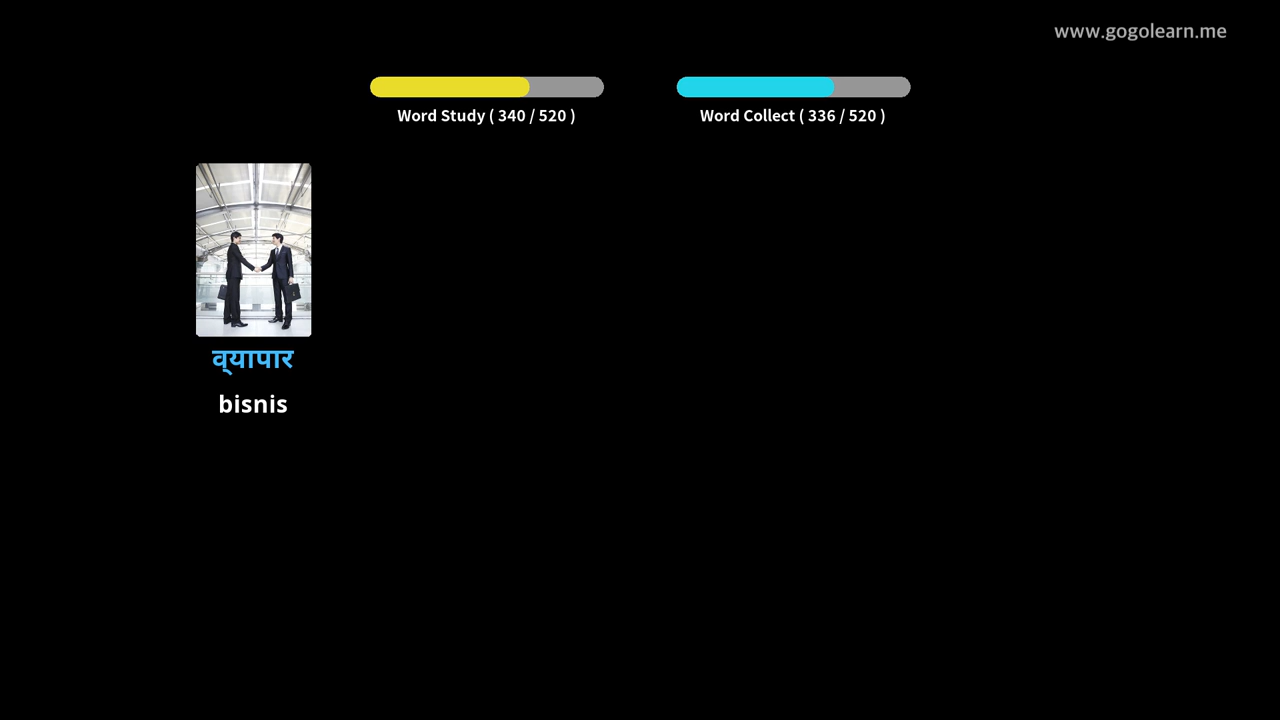 www.gogolearn.me
Word Study ( 340 / 520 )
Word Collect ( 336 / 520 )
व्यापार
bisnis